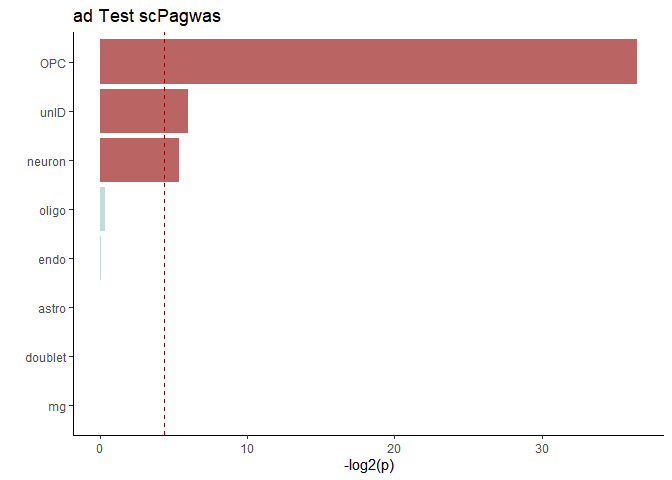 ad Test scPagwas
OPC
unID
neuron
oligo
endo
astro
doublet
mg
0
10
20
30
-log2(p)